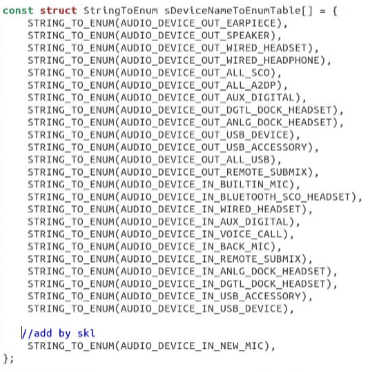 const struct StringToEnum sDeviceNameToEnumTable[] = {
STRING_TO_ENUM(AUDIO_DEVICE_OUT_EARPIECE),
STRING_TO_ENUM(AUDIO_DEVICE_OUT_SPEAKER),
STRING_TO_ENUM(AUDIO_DEVICE_OUT_WIRED_HEADSET),
STRING_TO_ENUM(AUDIO_DEVICE_OUT_WIRED_HEADPHONE),
STRING_TO_ENUM(AUDIO_DEVICE_OUT_ALL_SCO),
STRING_TO_ENUM(AUDIO_DEVICE_OUT_ALL_A2DP),
STRING_TO_ENUM(AUDIO_DEVICE_OUT_AUX_DIGITAL),
STRING_TO_ENUM(AUDIO_DEVICE_OUT_DGTL_DOCK_HEADSET),
STRING_TO_ENUM(AUDIO_DEVICE_OUT_ANLG_DOCK_HEADSET),
STRING_TO_ENUM(AUDIO_DEVICE_OUT_USB_DEVICE),
STRING_TO_ENUM(AUDIO_DEVICE_OUT_USB_ACCESSORY),
STRING_TO_ENUM(AUDIO_DEVICE_OUT_ALL_USB),
STRING_TO_ENUM(AUDIO_DEVICE_OUT_REMOTE_SUBMIX),
STRING_TO_ENUM(AUDIO_DEVICE_IN_BUILTIN_MIC),
STRING_TO_ENUM(AUDIO_DEVICE_IN_BLUETOOTH_SCO_HEADSET),
STRING_TO_ENUM(AUDIO_DEVICE_IN_WIRED_HEADSET),
STRING_TO_ENUM(AUDIO_DEVICE_IN_AUX_DIGITAL),
STRING_TO_ENUM(AUDIO_DEVICE_IN_VOICE_CALL),
STRING_TO_ENUM(AUDIO_DEVICE_IN_BACK_MIC),
STRING_TO_ENUM(AUDIO_DEVICE_IN_REMOTE_SUBMIX),
STRING_TO_ENUM(AUDIO_DEVICE_IN_ANLG_DOCK_HEADSET),
STRING_TO_ENUM(AUDIO_DEVICE_IN_DGTL_DOCK_HEADSET),
STRING_TO_ENUM(AUDIO_DEVICE_IN_USB_ACCESSORY),
STRING_TO_ENUM(AUDIO_DEVICE_IN_USB_DEVICE),
//add by skl
STRING_TO_ENUM(AUDIO_DEVICE_IN_NEW_MIC),
};